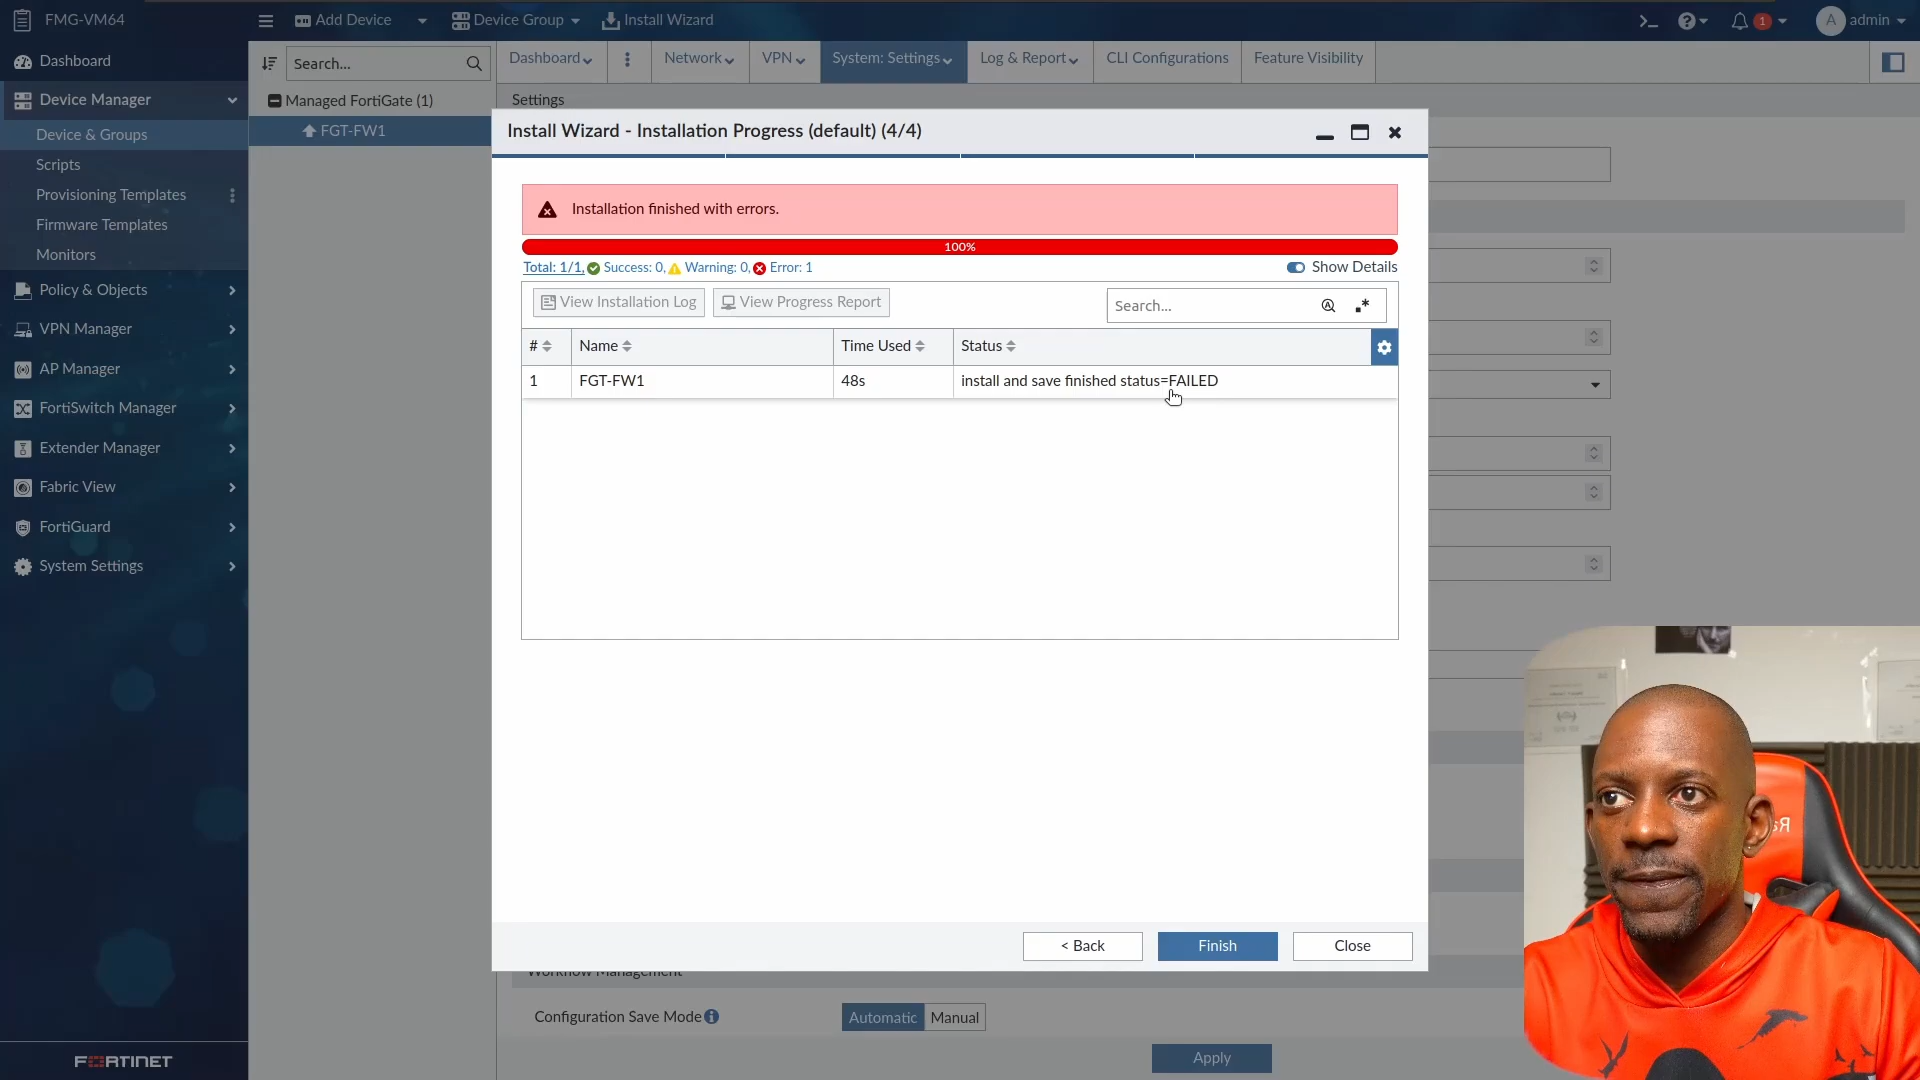 FMG-VM64
Add Device
Device Group
Install Wizard
1
A
admin
Dashboard
Device Manager
Device & Groups
Scripts
Provisioning Templates
Firmware Templates
Monitors
Policy & Objects
VPN Manager
AP Manager
FortiSwitch Manager
Extender Manager
Fabric View
FortiGuard
System Settings
FORTINET
Search...
Managed FortiGate (1)
FGT-FW1
Dashboard
Network
VPN
System: Settings
Log & Report
CLI Configurations
Feature Visibility
Settings
Install Wizard - Installation Progress (default) (4/4)
Installation finished with errors.
100%
Total: 1/1, Success: 0, Warning: 0, Error: 1
Show Details
View Installation Log
View Progress Report
Search...
# Name Time Used Status
1 FGT-FW1 48s install and save finished status=FAILED
< Back
Finish
Close
Workflow Management
Configuration Save Mode
Automatic
Manual
Apply